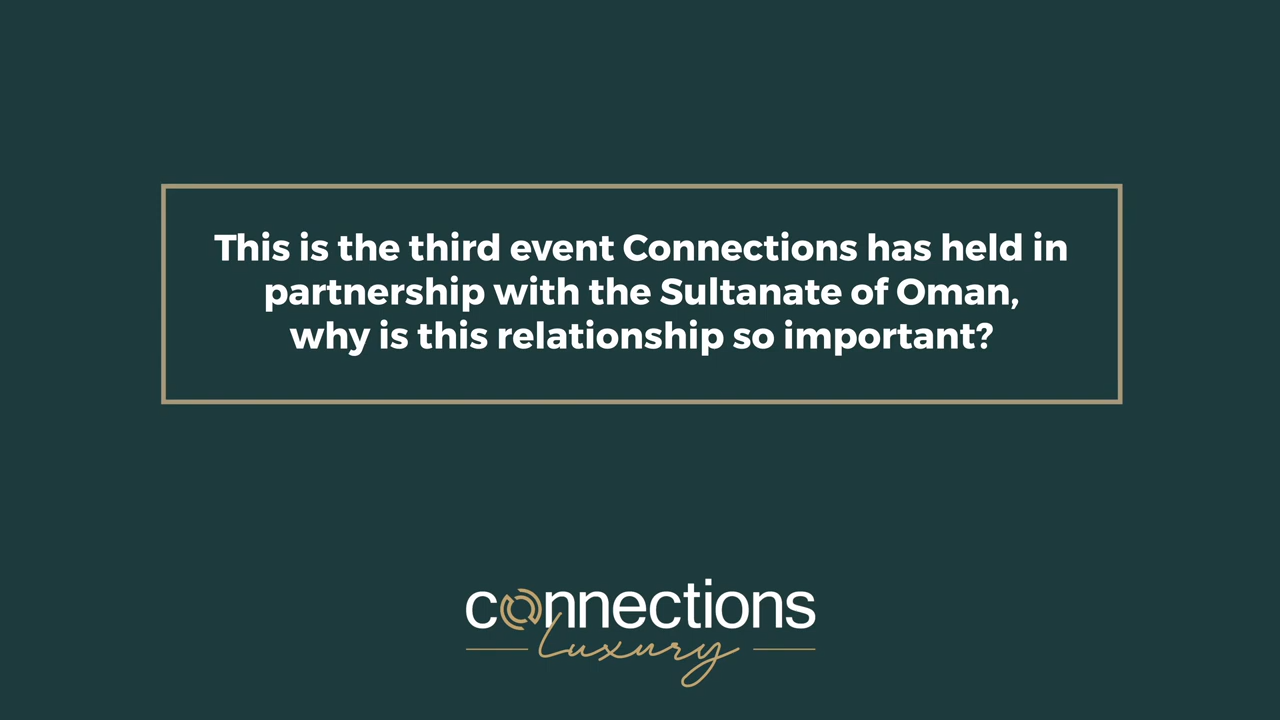 This is the third event Connections has held in
partnership with the Sultanate of Oman,
why is this relationship so important?
connections
luxury